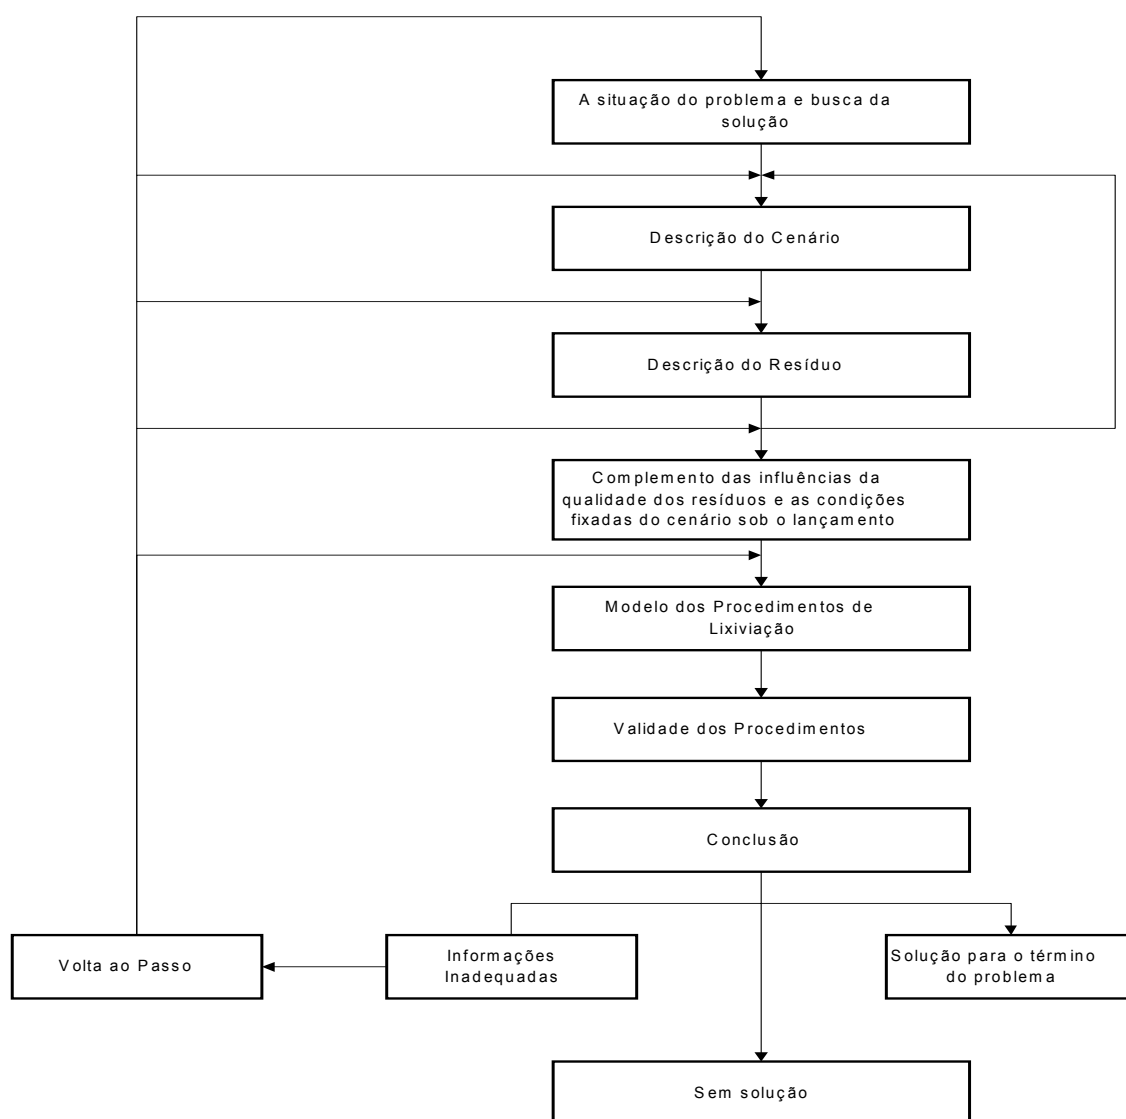 A situação do problema e busca da
solução
Descrição do Cenário
Descrição do Resíduo
Complemento das influências da
qualidade dos resíduos e as condições
fixadas do cenário sob o lançamento
Modelo dos Procedimentos de
Lixiviação
Validade dos Procedimentos
Conclusão
Volta ao Passo
Informações
Inadequadas
Solução para o término
do problema
Sem solução